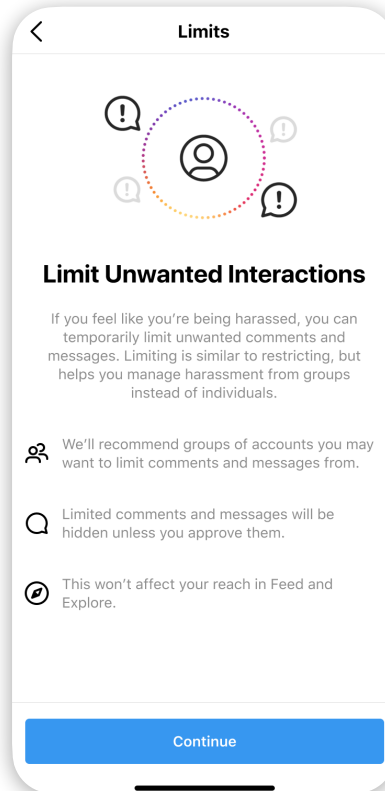 Limits
Limit Unwanted Interactions
If you feel like you’re being harassed, you can
temporarily limit unwanted comments and
messages. Limiting is similar to restricting, but
helps you manage harassment from groups
instead of individuals.
We’ll recommend groups of accounts you may
want to limit comments and messages from.
Limited comments and messages will be
hidden unless you approve them.
This won’t affect your reach in Feed and
Explore.
Continue